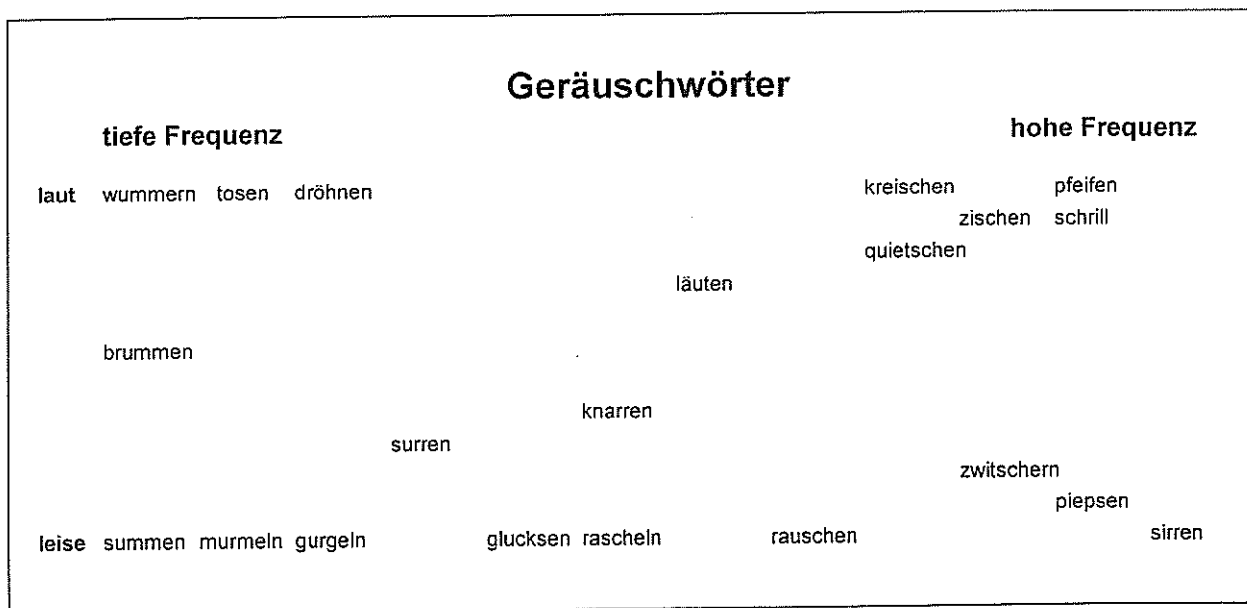 Geräuschwörter
tiefe Frequenz hohe Frequenz
laut wummern tosen dröhnen kreischen pfeifen
zischen schrill
quietschen
läuten
brummen
knarren
surren
zwitschern
piepsen
leise summen murmeln gurgeln glucksen rascheln rauschen sirren